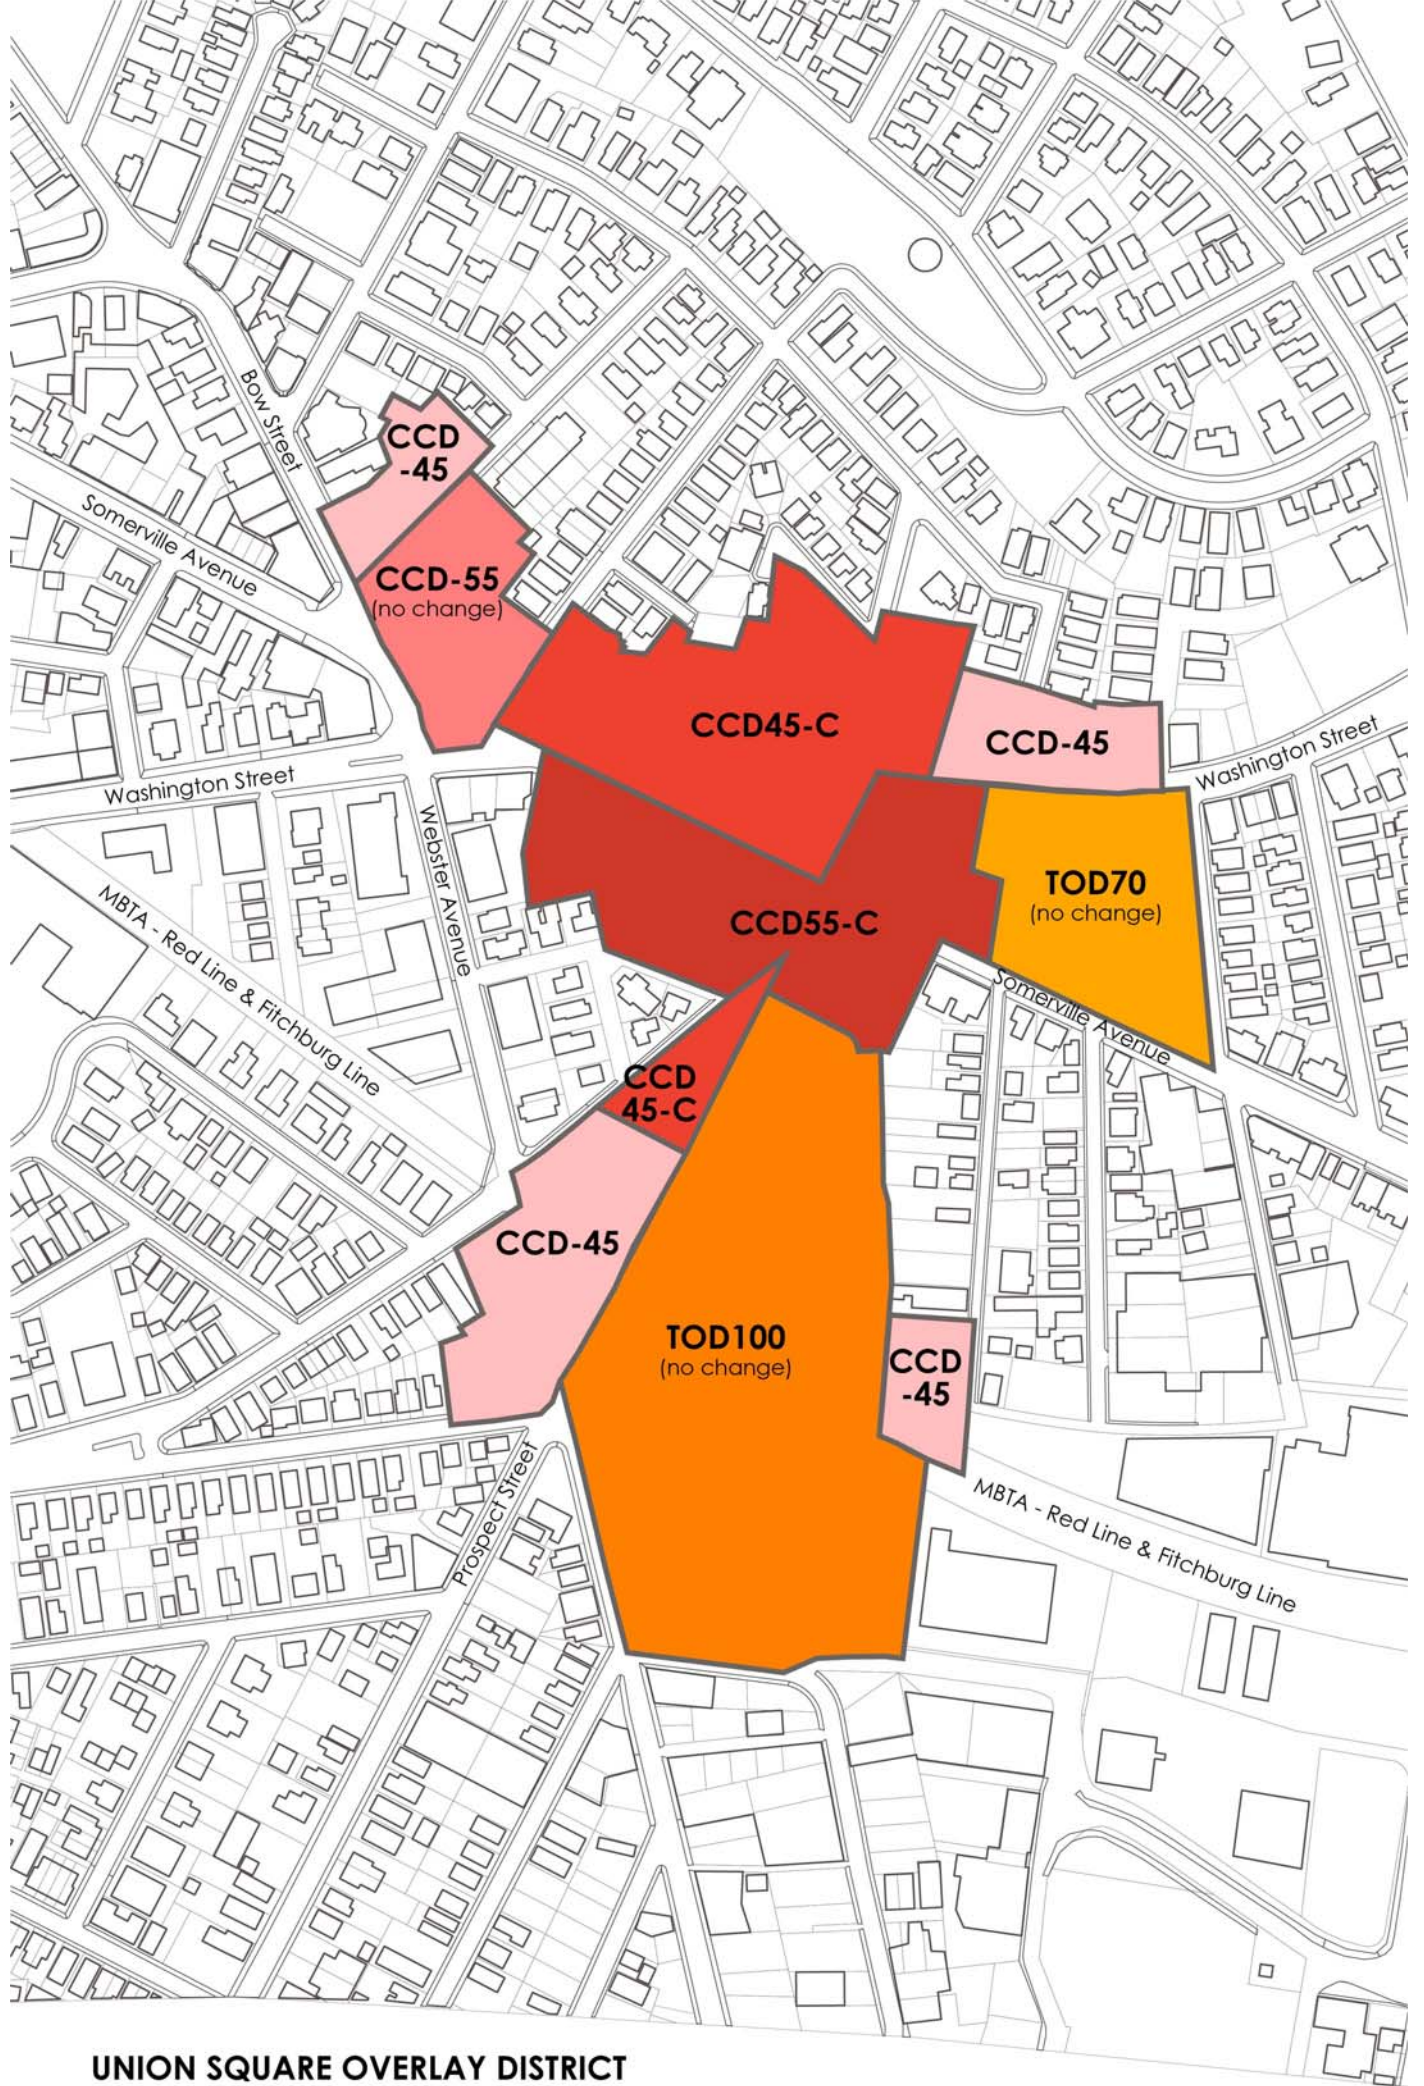 Bow Street
CCD
-45
Somerville Avenue
CCD-55
(no change)
CCD45-C
CCD-45
Washington Street
Washington Street
Webster Avenue
TOD70
(no change)
CCD55-C
MBTA - Red Line & Fitchburg Line
Somerville Avenue
CCD
45-C
CCD-45
TOD100
(no change)
CCD
-45
Prospect Street
MBTA - Red Line & Fitchburg Line
UNION SQUARE OVERLAY DISTRICT